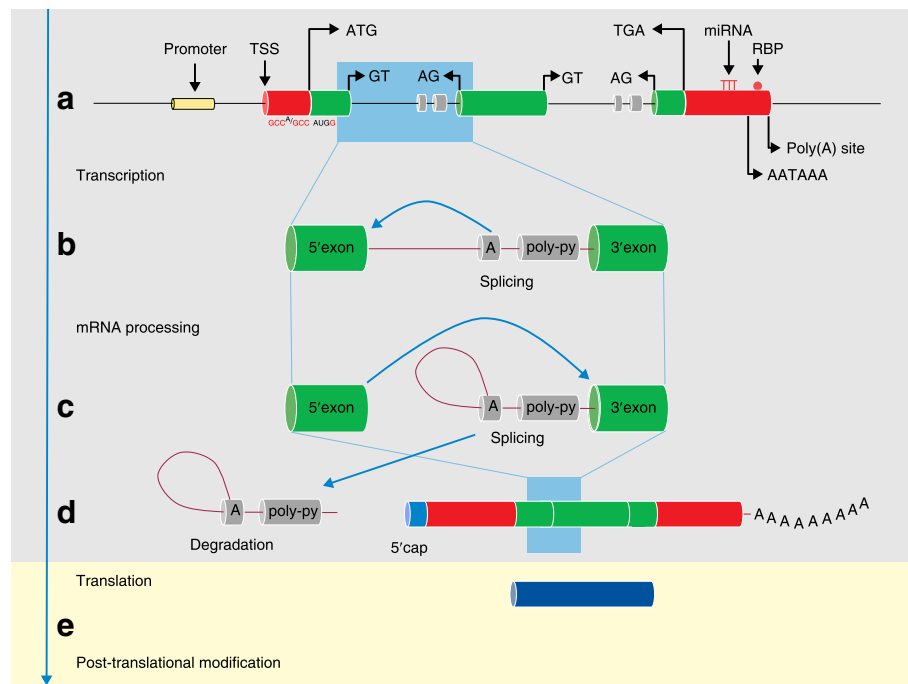 ATG
TGA
miRNA
Promoter
TSS
RBP
GT
AG
GT
AG
a
GCCA/GCC AUGG
Poly(A) site
AATAAA
Transcription
b
5′exon
A
poly-py
3′exon
Splicing
mRNA processing
c
5′exon
A
poly-py
3′exon
Splicing
d
A
poly-py
AAAAAAAAA
Degradation
5′cap
Translation
e
Post-translational modification